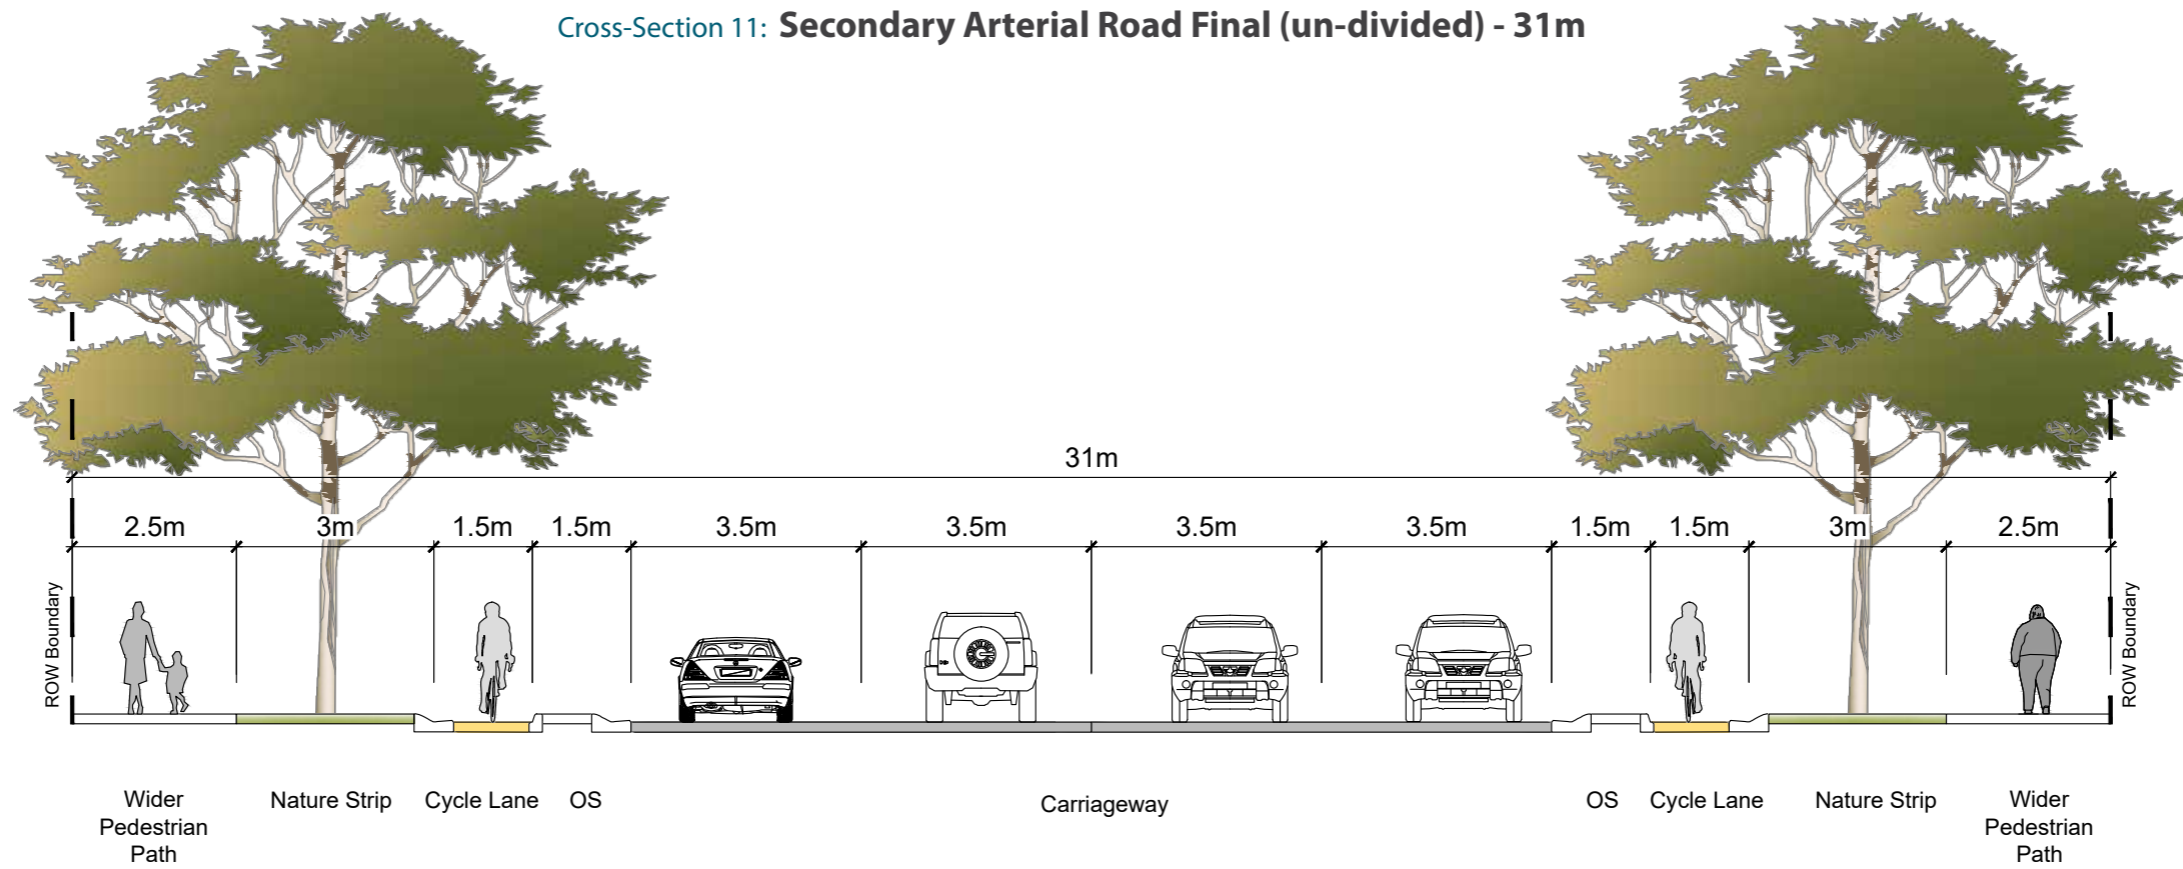 Cross-Section 11: Secondary Arterial Road Final (un-divided) - 31m
31m
2.5m 3m 1.5m 1.5m 3.5m 3.5m 3.5m 3.5m 1.5m 1.5m 3m 2.5m
ROW Boundary
ROW Boundary
Wider
Pedestrian
Path
Nature Strip
Cycle Lane
OS
Carriageway
OS
Cycle Lane
Nature Strip
Wider
Pedestrian
Path